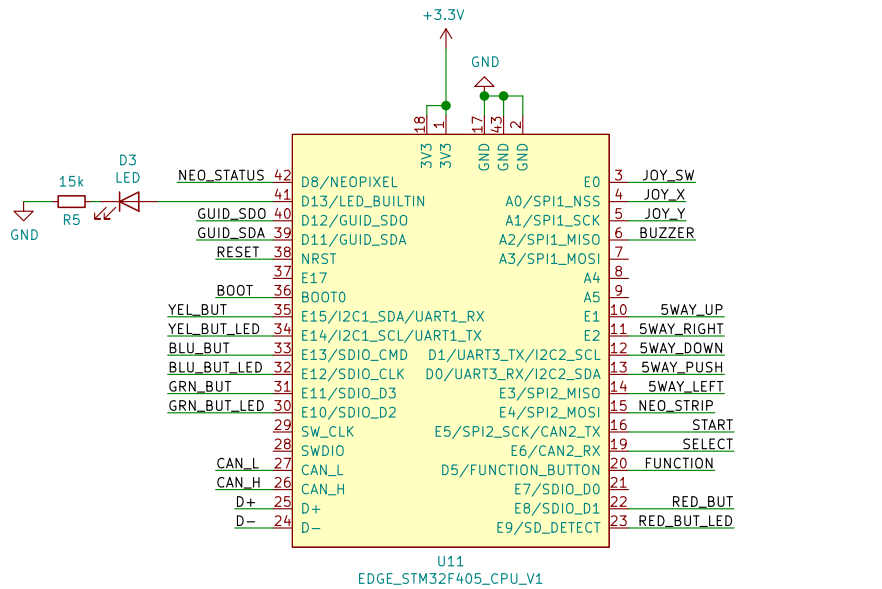 +3.3V
GND
18 1 17 43 2
3V3 3V3 GND GND GND
D3
LED
15k
R5
GND
NEO_STATUS 42 D8/NEOPIXEL E0 3 JOY_SW
41 D13/LED_BUILTIN A0/SPI1_NSS 4 JOY_X
GUID_SDO 40 D12/GUID_SDO A1/SPI1_SCK 5 JOY_Y
GUID_SDA 39 D11/GUID_SDA A2/SPI1_MISO 6 BUZZER
RESET 38 NRST A3/SPI1_MOSI 7
37 E17 A4 8
BOOT 36 BOOT0 A5 9
YEL_BUT 35 E15/I2C1_SDA/UART1_RX E1 10 5WAY_UP
YEL_BUT_LED 34 E14/I2C1_SCL/UART1_TX E2 11 5WAY_RIGHT
BLU_BUT 33 E13/SDIO_CMD D1/UART3_TX/I2C2_SCL 12 5WAY_DOWN
BLU_BUT_LED 32 E12/SDIO_CLK D0/UART3_RX/I2C2_SDA 13 5WAY_PUSH
GRN_BUT 31 E11/SDIO_D3 E3/SPI2_MISO 14 5WAY_LEFT
GRN_BUT_LED 30 E10/SDIO_D2 E4/SPI2_MOSI 15 NEO_STRIP
29 SW_CLK E5/SPI2_SCK/CAN2_TX 16 START
28 SWDIO E6/CAN2_RX 19 SELECT
CAN_L 27 CAN_L D5/FUNCTION_BUTTON 20 FUNCTION
CAN_H 26 CAN_H E7/SDIO_D0 21
D+ 25 D+ E8/SDIO_D1 22 RED_BUT
D- 24 D- E9/SD_DETECT 23 RED_BUT_LED
U11
EDGE_STM32F405_CPU_V1